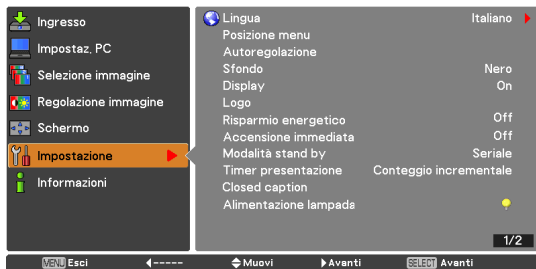 Ingresso
Impostaz. PC
Selezione immagine
Regolazione immagine
Schermo
Impostazione
Informazioni
Lingua Italiano
Posizione menu
Autoregolazione
Sfondo Nero
Display On
Logo
Risparmio energetico Off
Accensione immediata Off
Modalità stand by Seriale
Timer presentazione Conteggio incrementale
Closed caption
Alimentazione lampada
1/2
MENU Esci ----- Muovi Avanti SELECT Avanti